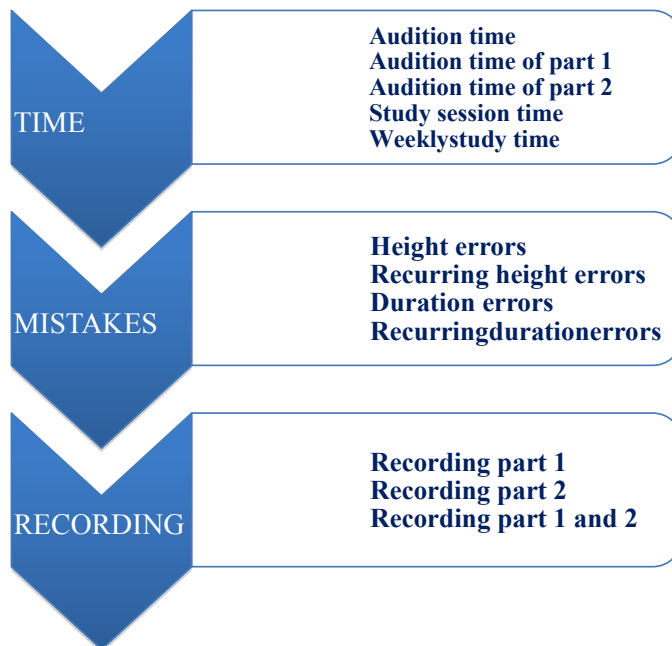 TIME
Audition time
Audition time of part 1
Audition time of part 2
Study session time
Weeklystudy time
MISTAKES
Height errors
Recurring height errors
Duration errors
Recurringdurationerrors
RECORDING
Recording part 1
Recording part 2
Recording part 1 and 2